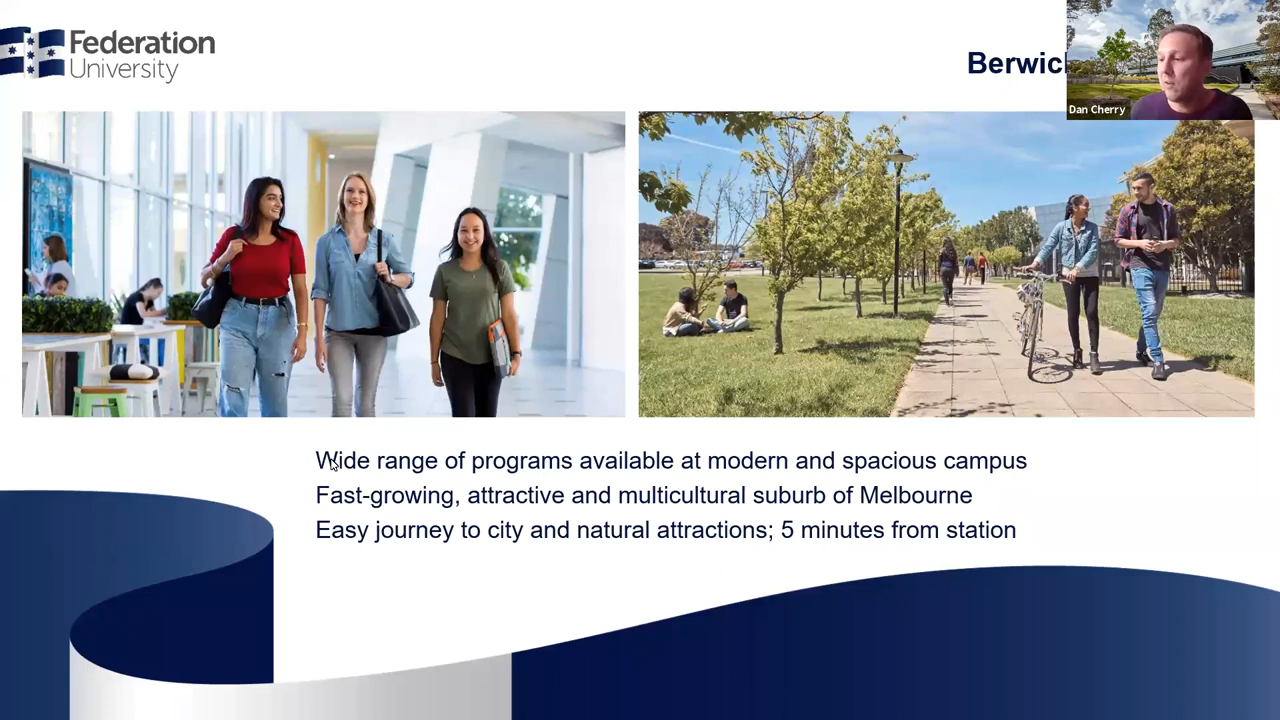 Federation
University
Dan Cherry
Wide range of programs available at modern and spacious campus
Fast-growing, attractive and multicultural suburb of Melbourne
Easy journey to city and natural attractions; 5 minutes from station